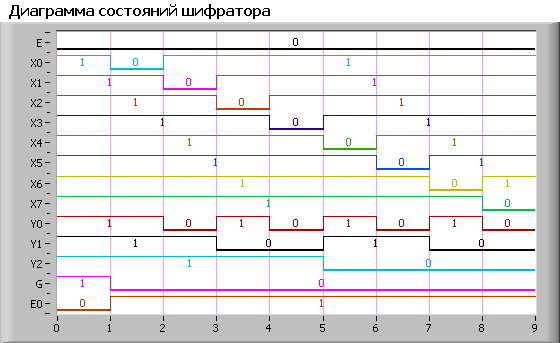 Диаграмма состояний шифратора
E 0
X0 1 0 1
X1 1 0 1
X2 1 0 1
X3 1 0 1
X4 1 0 1
X5 1 0 1
X6 1 0 1
X7 1 0
Y0 1 0 1 0 1 0 1 0
Y1 1 0 1 0
Y2 1 0
G 1 0
E0 0 1
0 1 2 3 4 5 6 7 8 9